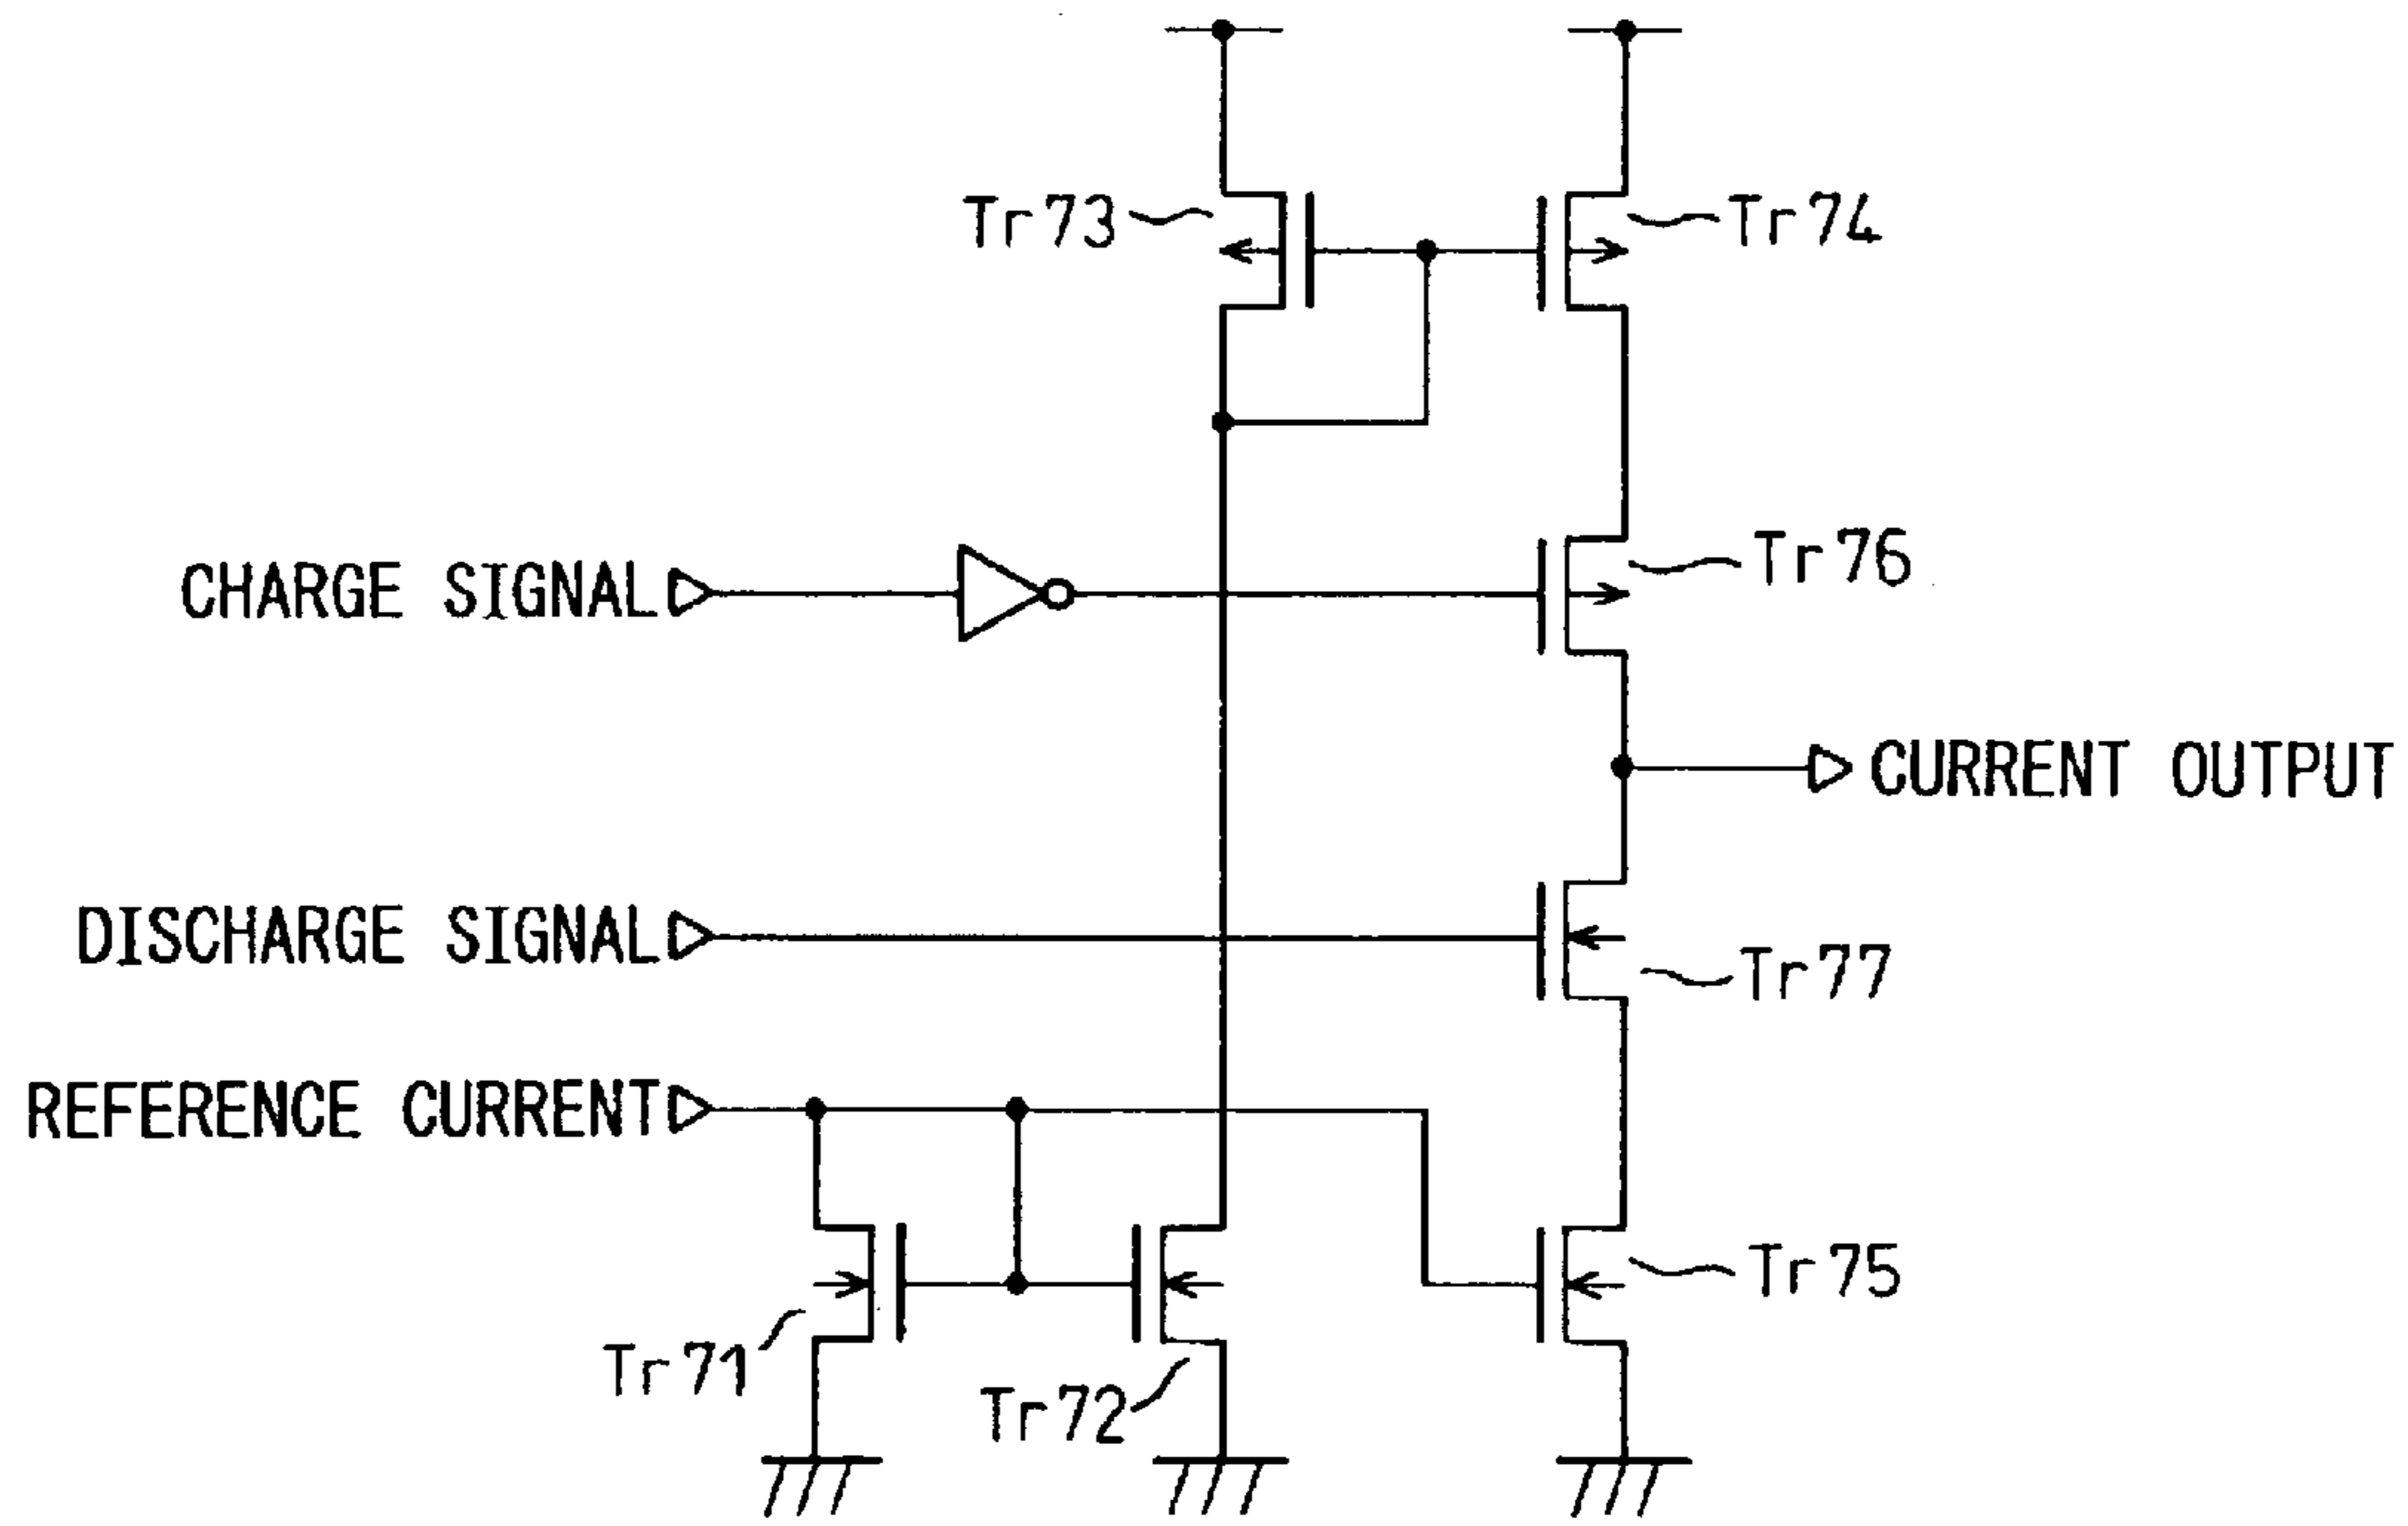 Tr73
Tr74
CHARGE SIGNAL
Tr76
CURRENT OUTPUT
DISCHARGE SIGNAL
Tr77
REFERENCE CURRENT
Tr71
Tr72
Tr75